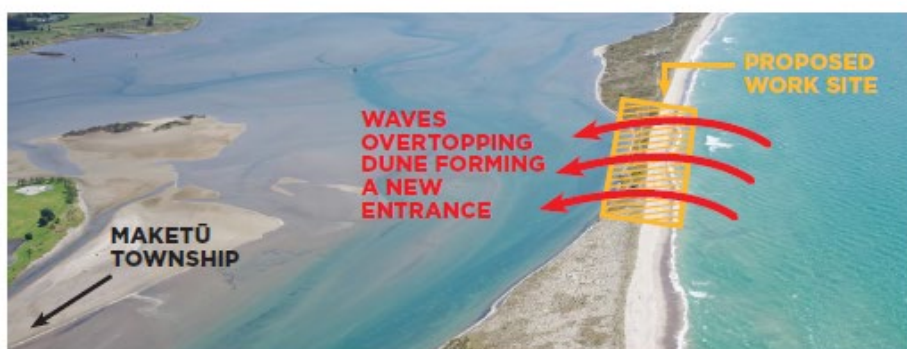 PROPOSED
WORK SITE
WAVES
OVERTOPPING
DUNE FORMING
A NEW
ENTRANCE
MAKETŪ
TOWNSHIP